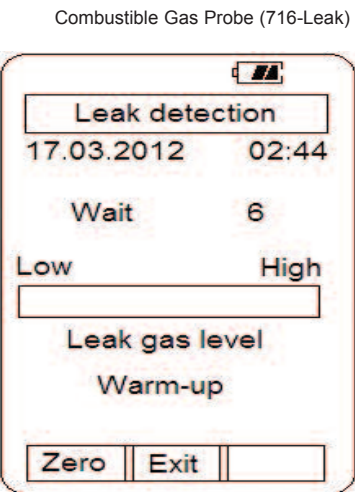 Combustible Gas Probe (716-Leak)
Leak detection
17.03.2012 02:44
Wait 6
Low High
Leak gas level
Warm-up
Zero Exit